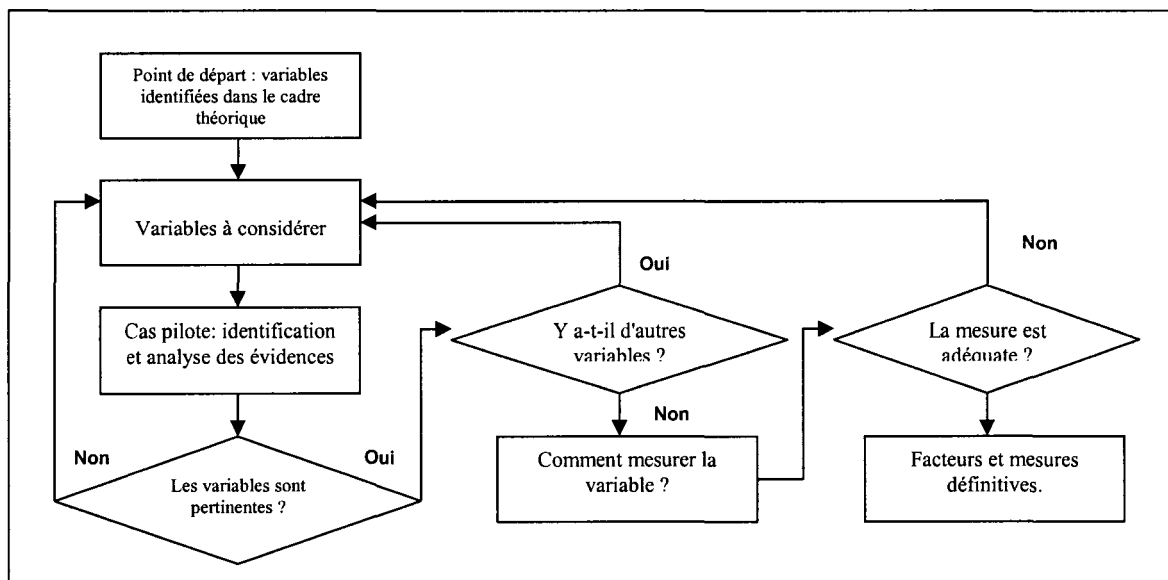 Point de départ : variables
identifiées dans le cadre
théorique
Variables à considérer
Cas pilote: identification
et analyse des évidences
Non
Oui
Les variables sont
pertinentes ?
Oui
Y a-t-il d'autres
variables ?
Non
Comment mesurer la
variable ?
Non
La mesure est
adéquate ?
Facteurs et mesures
définitives.